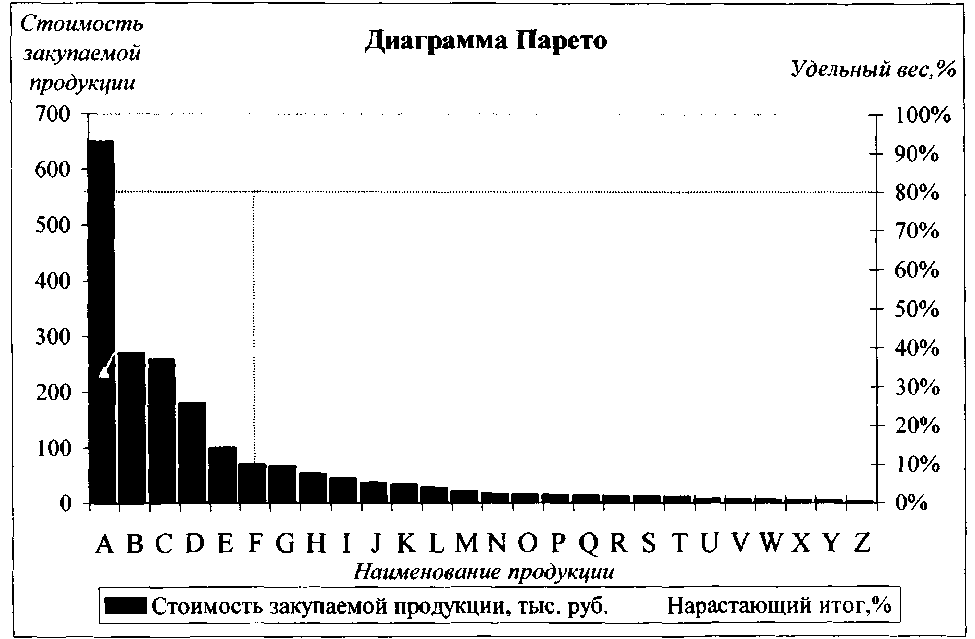 Стоимость
закупаемой
продукции
Диаграмма Парето
Удельный вес,%
700
600
500
400
300
200
100
0
100%
90%
80%
70%
60%
50%
40%
30%
20%
10%
0%
A B C D E F G H I J K L M N O P Q R S T U V W X Y Z
Наименование продукции
Стоимость закупаемой продукции, тыс. руб. Нарастающий итог,%